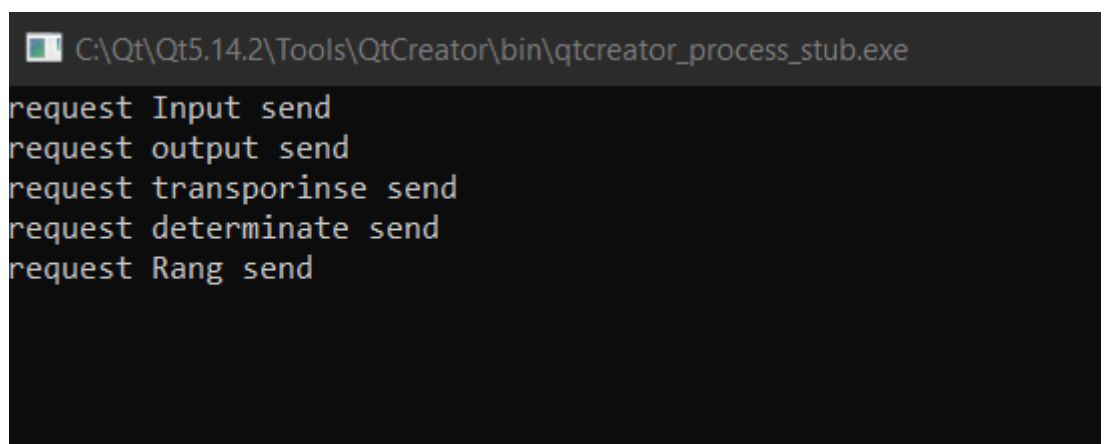 C:\Qt\Qt5.14.2\Tools\QtCreator\bin\qtcreator_process_stub.exe
request Input send
request output send
request transporinse send
request determinate send
request Rang send